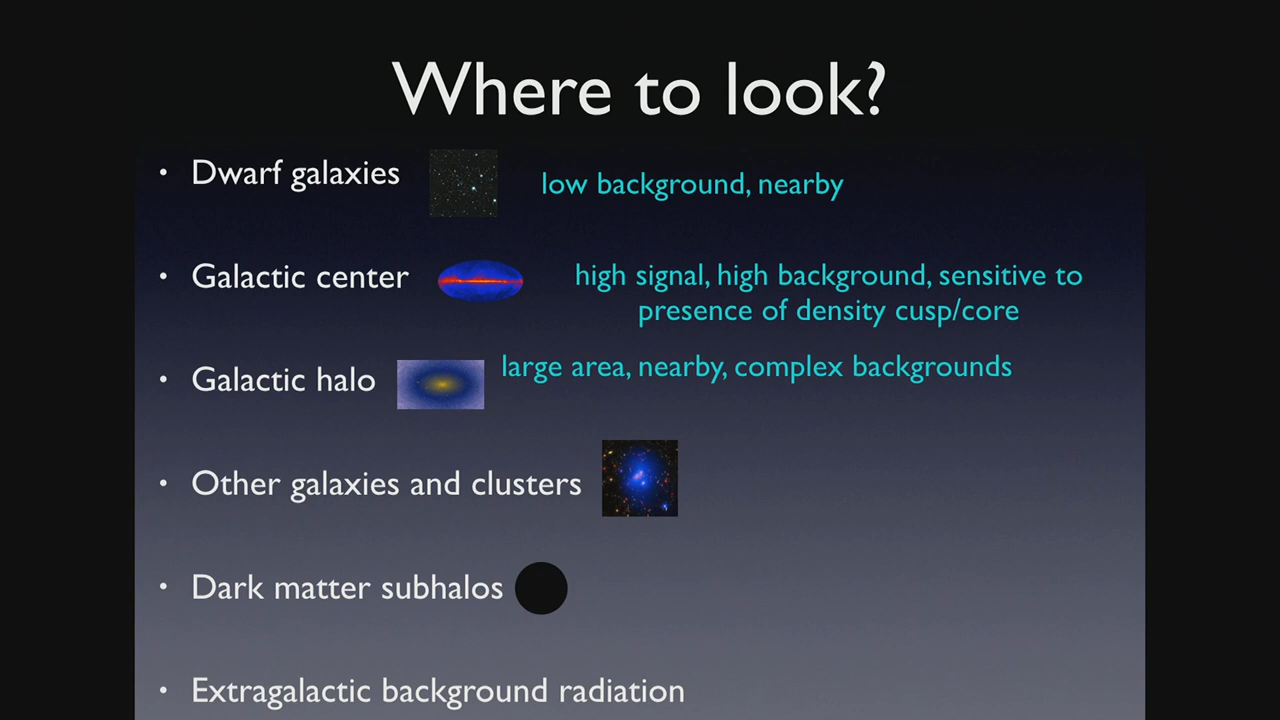 Where to look?
• Dwarf galaxies
low background, nearby
• Galactic center
high signal, high background, sensitive to
presence of density cusp/core
• Galactic halo
large area, nearby, complex backgrounds
• Other galaxies and clusters
• Dark matter subhalos
• Extragalactic background radiation